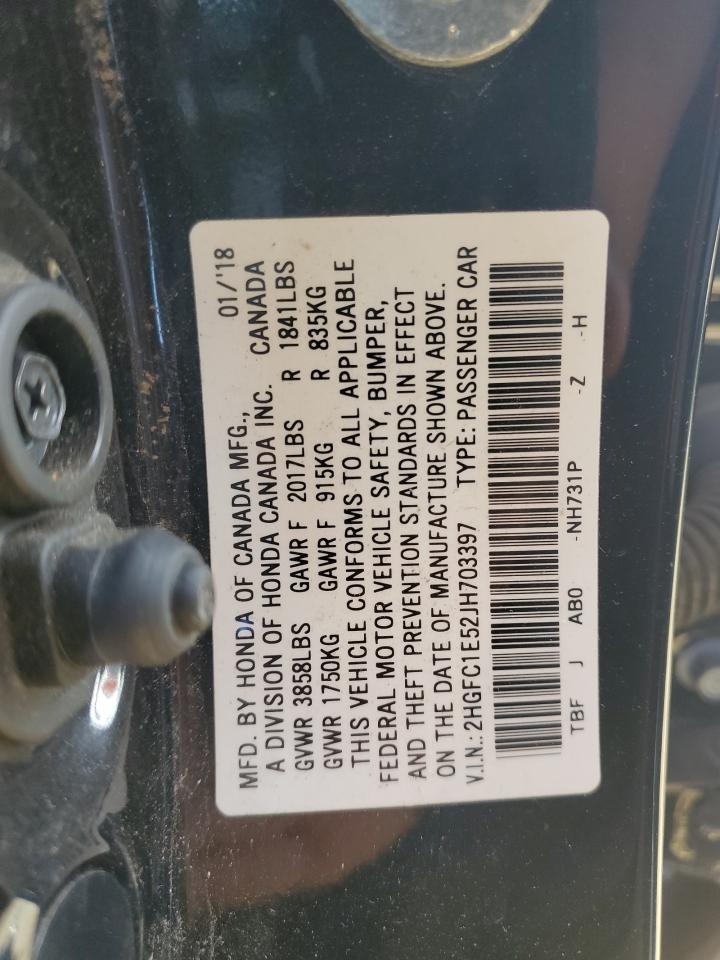 MFD. BY HONDA OF CANADA MFG., 01/'18
A DIVISION OF HONDA CANADA INC. CANADA
GVWR 3858LBS GAWR F 2017LBS R 1841LBS
GVWR 1750KG GAWR F 915KG R 835KG
THIS VEHICLE CONFORMS TO ALL APPLICABLE
FEDERAL MOTOR VEHICLE SAFETY, BUMPER,
AND THEFT PREVENTION STANDARDS IN EFFECT
ON THE DATE OF MANUFACTURE SHOWN ABOVE.
V.I.N.: 2HGFC1E52JH703397 TYPE: PASSENGER CAR
TBF J AB0 -NH731P -Z -H